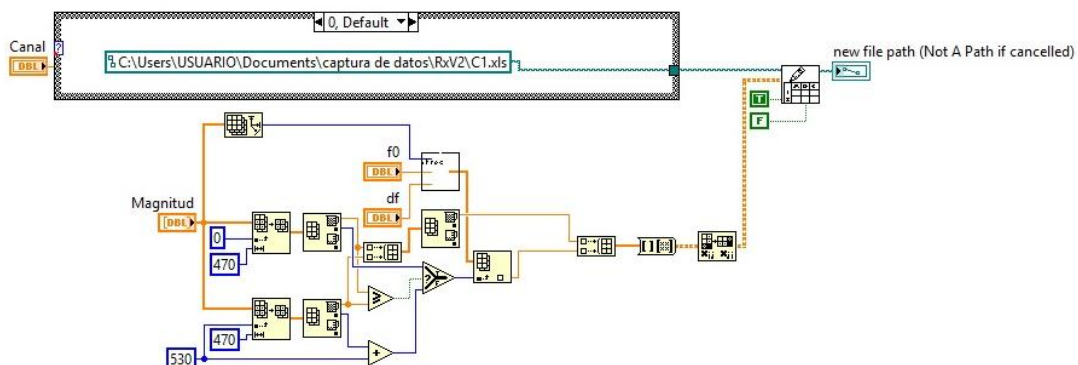 0, Default
Canal
DBL
?
C:\Users\USUARIO\Documents\captura de datos\RxV2\C1.xls
new file path (Not A Path if cancelled)
T
F
f0
DBL
df
DBL
Magnitud
[DBL]
0
470
470
530